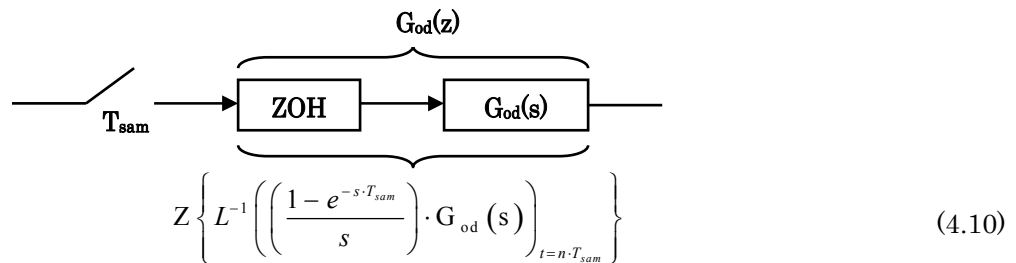 G_od(z)
T_sam
ZOH
G_od(s)
Z{L^{-1}(((1-e^{-s·T_sam})/s)·G_od(s))_{t=n·T_sam}}
(4.10)